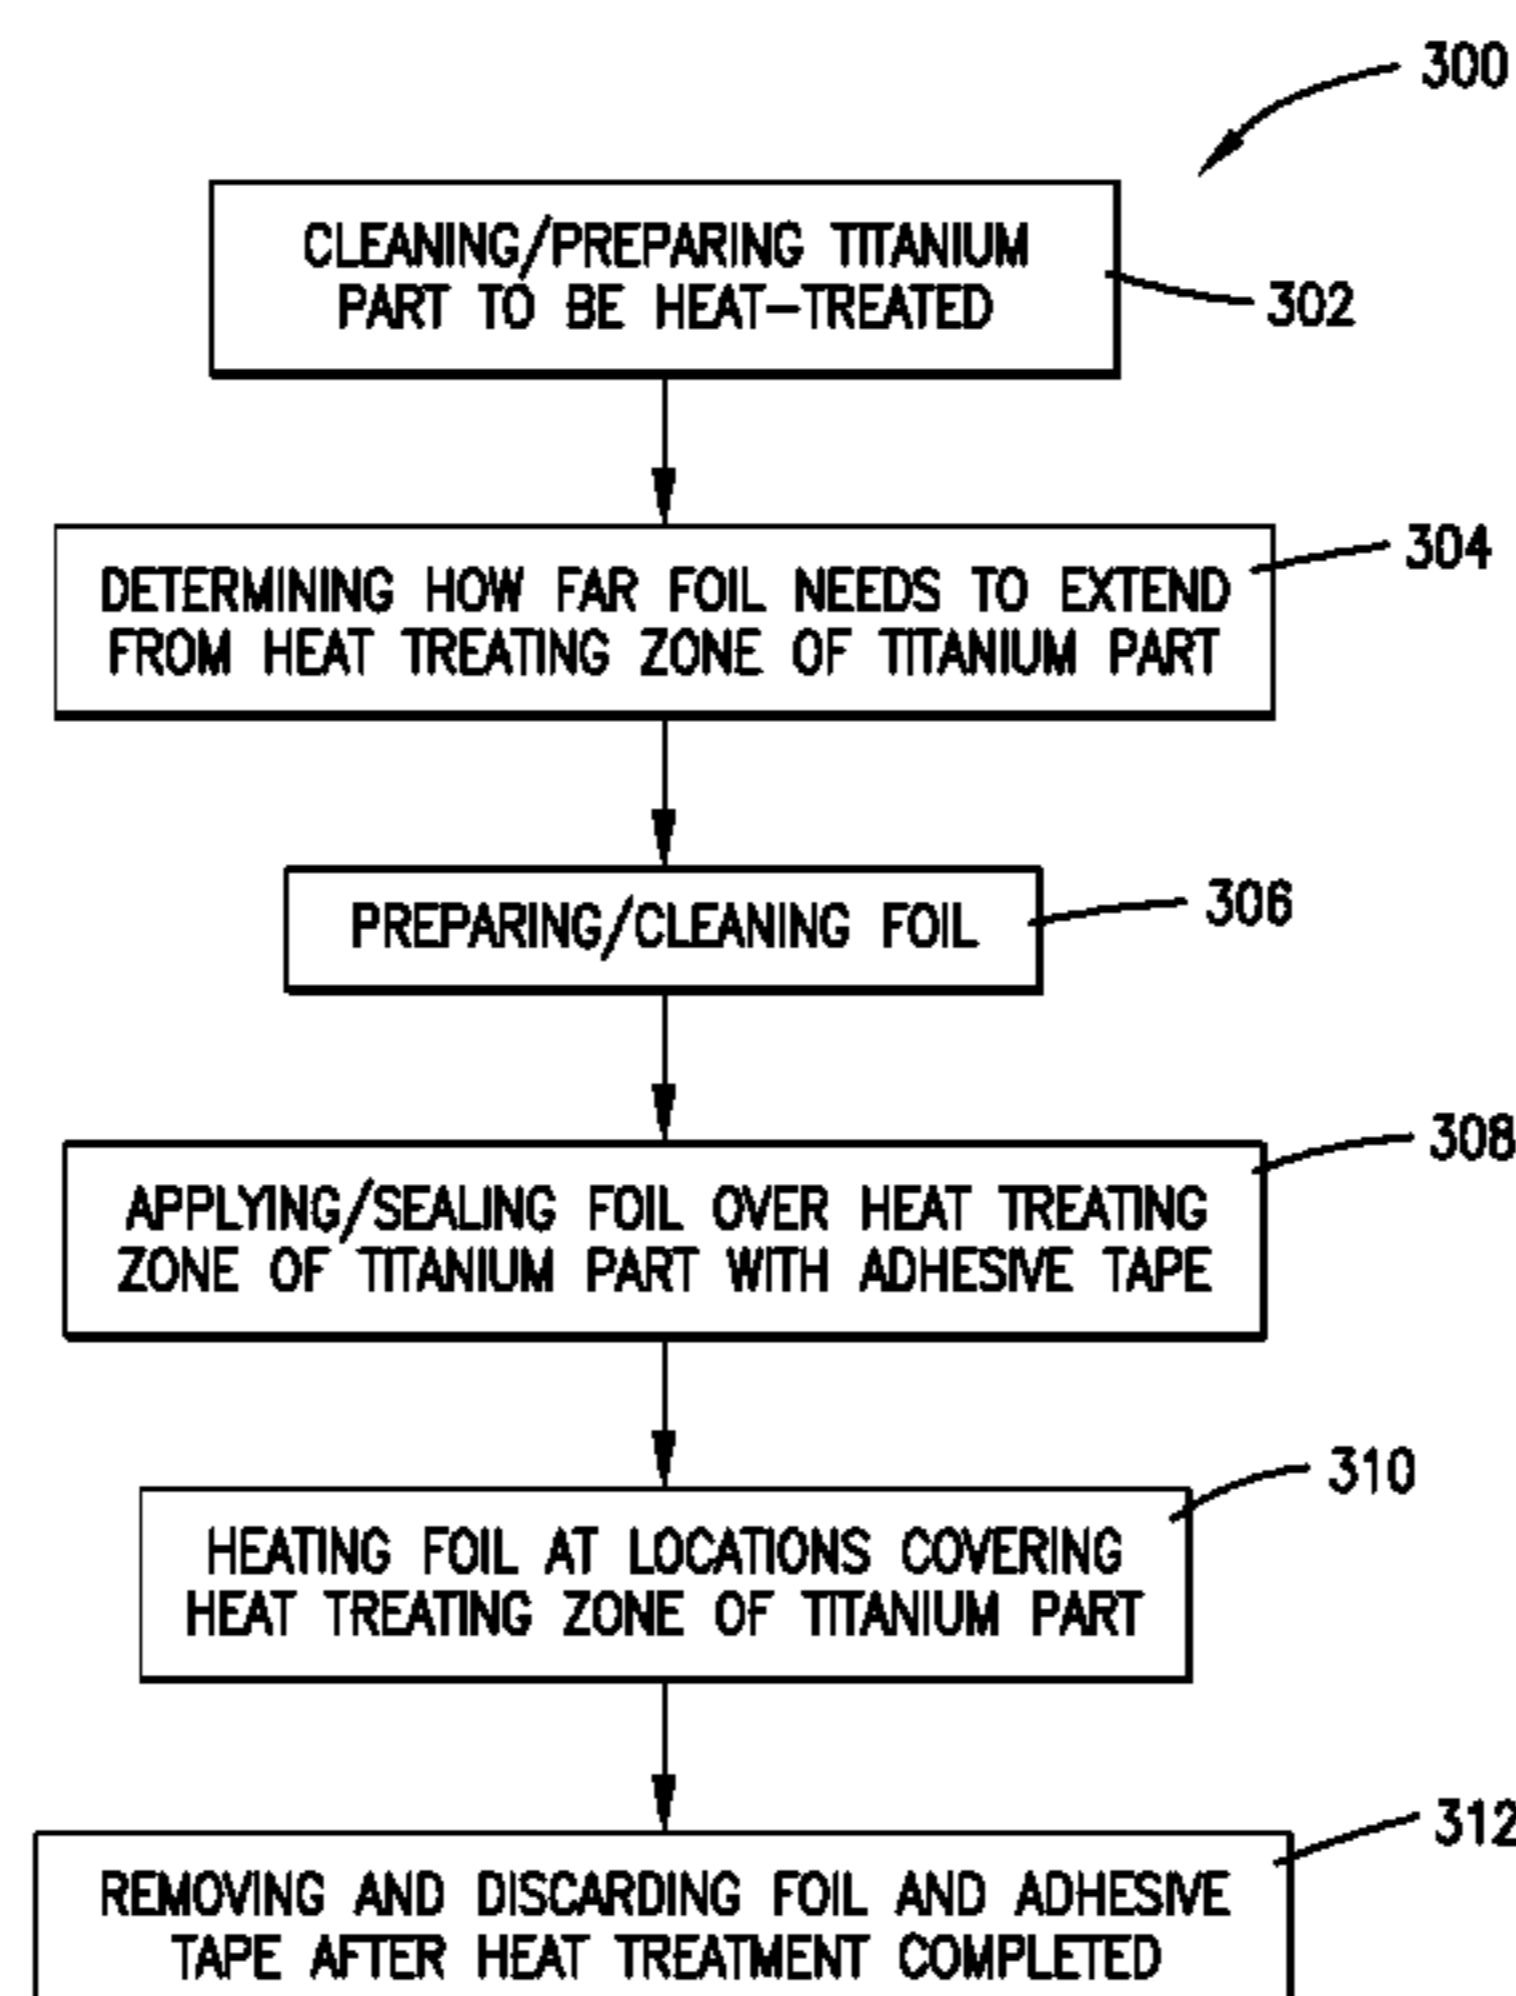 300
CLEANING/PREPARING TITANIUM
PART TO BE HEAT-TREATED
302
DETERMINING HOW FAR FOIL NEEDS TO EXTEND
FROM HEAT TREATING ZONE OF TITANIUM PART
304
PREPARING/CLEANING FOIL
306
APPLYING/SEALING FOIL OVER HEAT TREATING
ZONE OF TITANIUM PART WITH ADHESIVE TAPE
308
HEATING FOIL AT LOCATIONS COVERING
HEAT TREATING ZONE OF TITANIUM PART
310
REMOVING AND DISCARDING FOIL AND ADHESIVE
TAPE AFTER HEAT TREATMENT COMPLETED
312